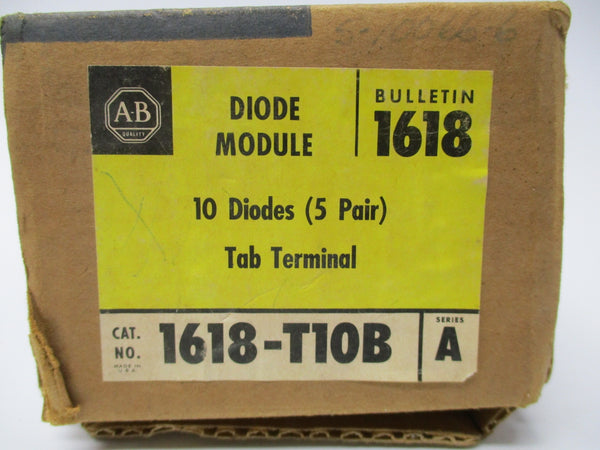 A-B
QUALITY
DIODE
MODULE
BULLETIN
1618
10 Diodes (5 Pair)
Tab Terminal
CAT.
NO.
MADE IN
U.S.A.
1618-T10B
SERIES
A